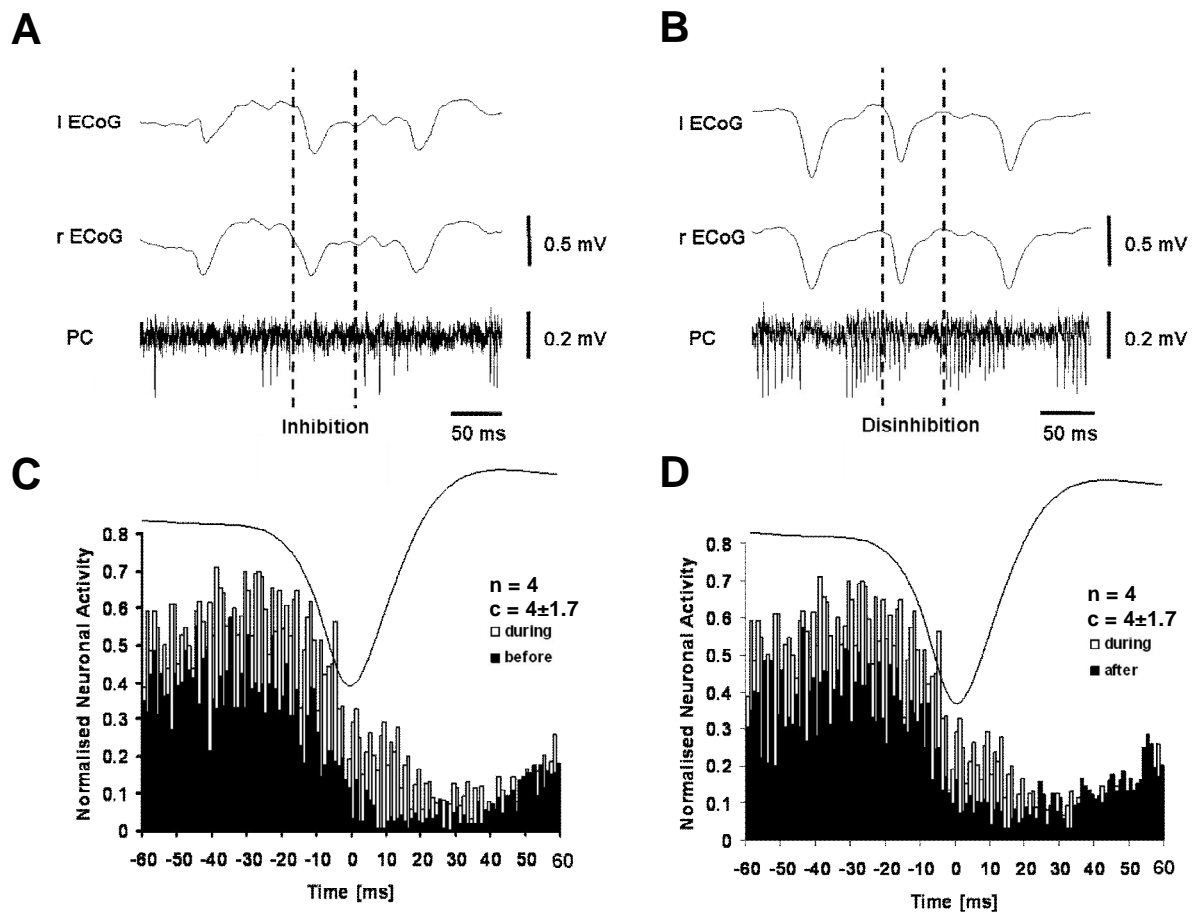 A
B
l ECoG
r ECoG
0.5 mV
PC
0.2 mV
Inhibition
50 ms
l ECoG
r ECoG
0.5 mV
PC
0.2 mV
Disinhibition
50 ms
C
Normalised Neuronal Activity
0.8
0.7
0.6
0.5
0.4
0.3
0.2
0.1
0
n = 4
c = 4±1.7
during
before
-60 -50 -40 -30 -20 -10 0 10 20 30 40 50 60
Time [ms]
D
Normalised Neuronal Activity
0.8
0.7
0.6
0.5
0.4
0.3
0.2
0.1
0
n = 4
c = 4±1.7
during
after
-60 -50 -40 -30 -20 -10 0 10 20 30 40 50 60
Time [ms]